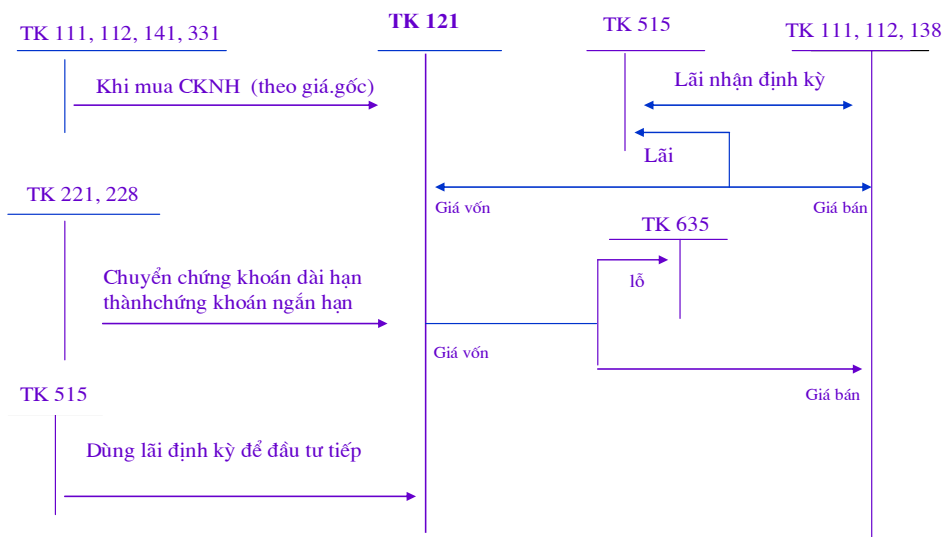 TK 111, 112, 141, 331
TK 121
TK 515
TK 111, 112, 138
Khi mua CKNH (theo giá.gốc)
Lãi nhận định kỳ
Lãi
TK 221, 228
Giá vốn
Giá bán
TK 635
Chuyển chứng khoán dài hạn
thànhchứng khoán ngắn hạn
lỗ
Giá vốn
TK 515
Giá bán
Dùng lãi định kỳ để đầu tư tiếp